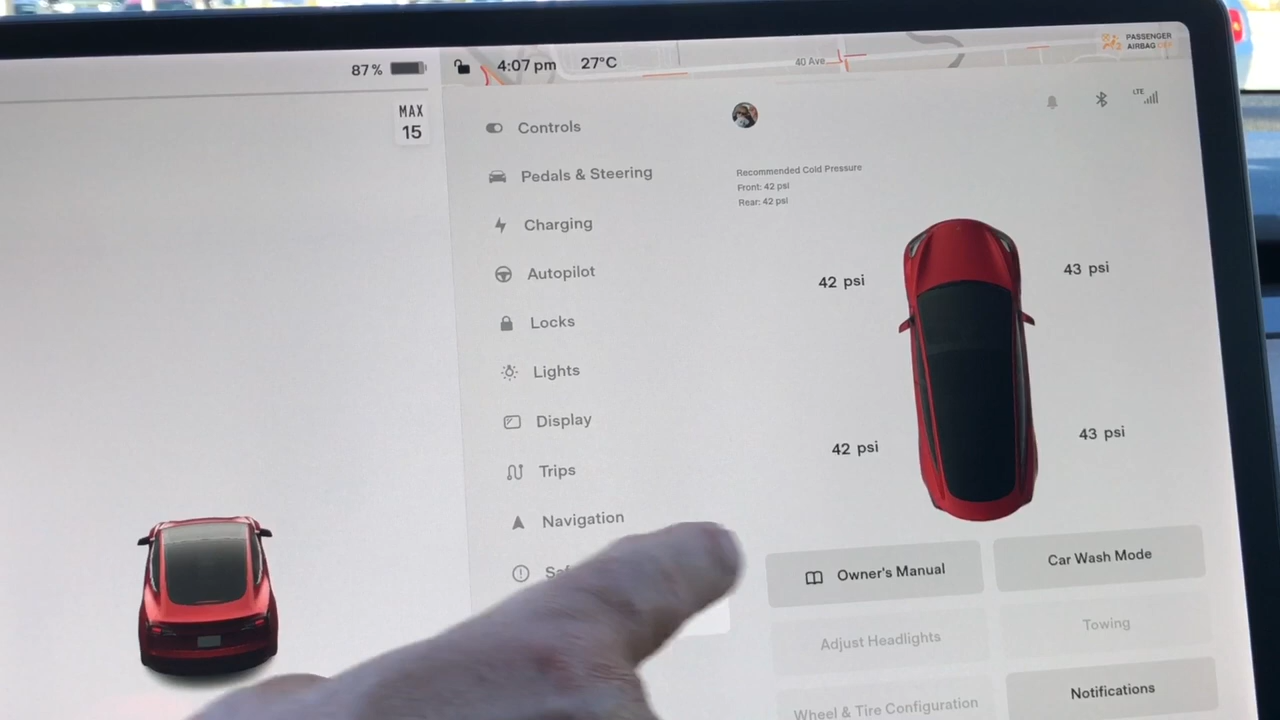 87%
4:07 pm
27°C
40 Ave
PASSENGER
AIRBAG OFF
MAX
15
LTE
Controls
Pedals & Steering
Charging
Autopilot
Locks
Lights
Display
Trips
Navigation
Recommended Cold Pressure
Front: 42 psi
Rear: 42 psi
42 psi
43 psi
42 psi
43 psi
Owner's Manual
Car Wash Mode
Adjust Headlights
Towing
Wheel & Tire Configuration
Notifications